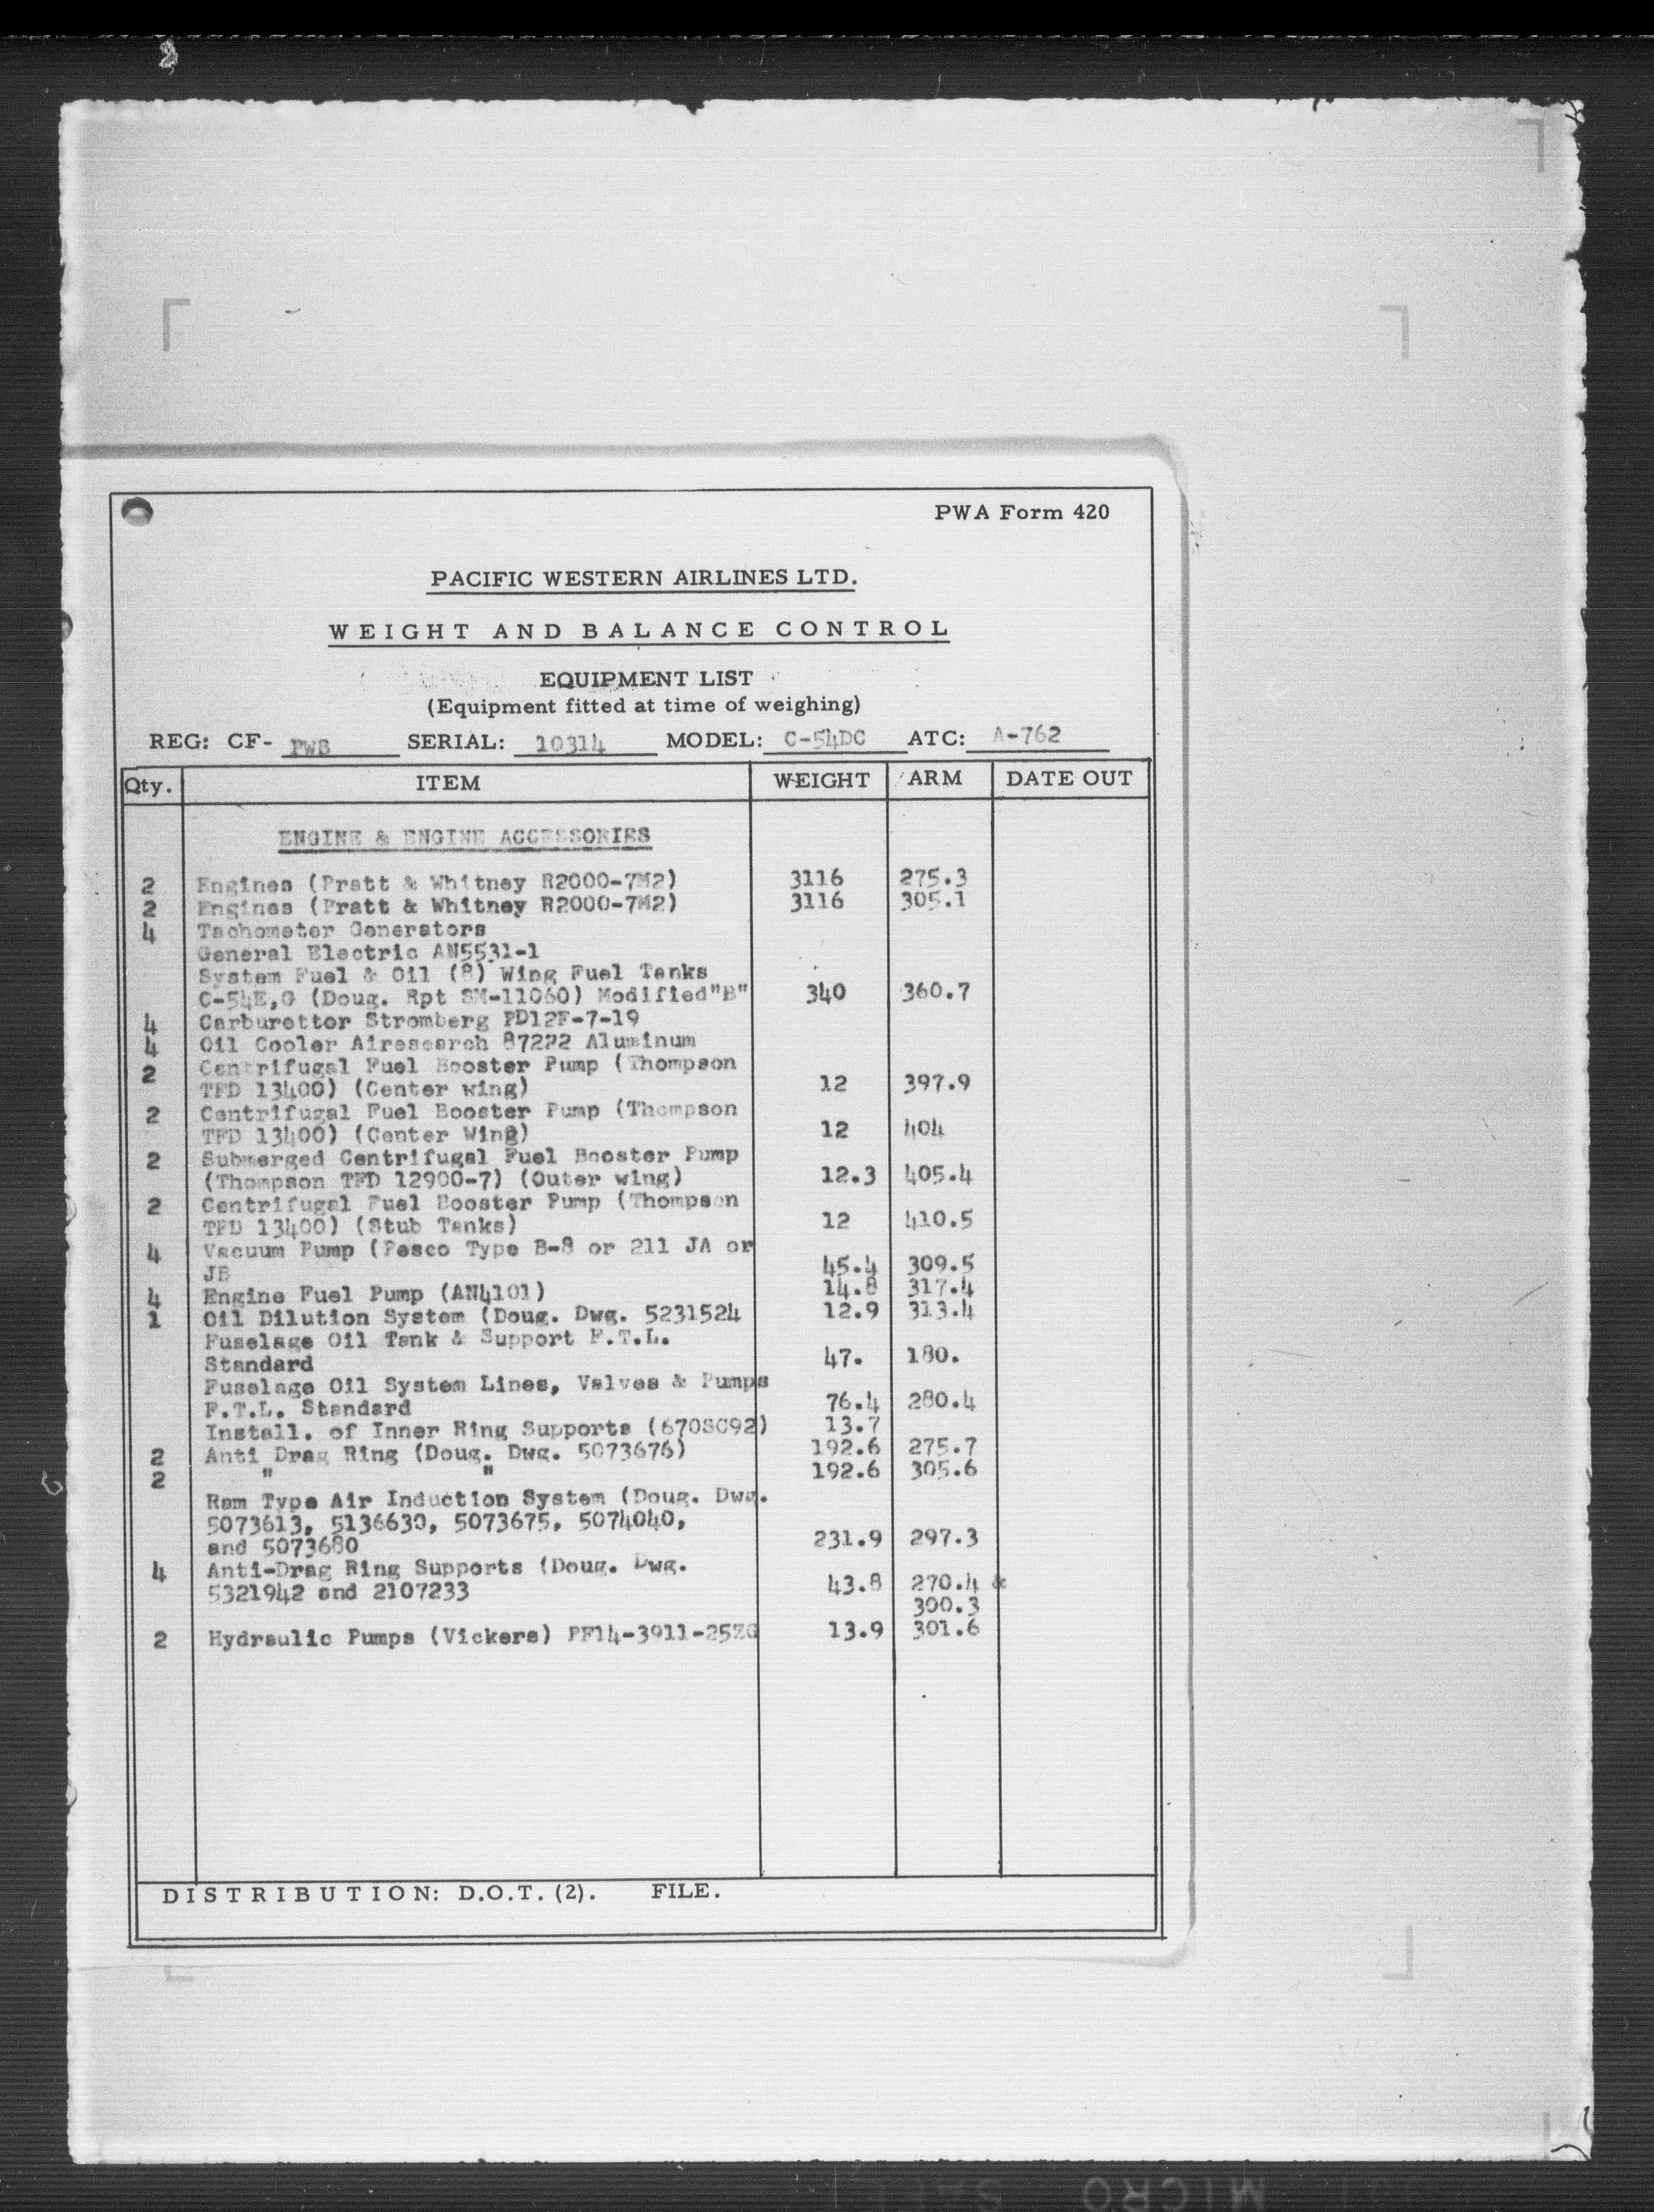 PWA Form 420
PACIFIC WESTERN AIRLINES LTD.
WEIGHT AND BALANCE CONTROL
EQUIPMENT LIST
(Equipment fitted at time of weighing)
REG: CF- PWB SERIAL: 10314 MODEL: C-54DC ATC: A-762
Qty. ITEM WEIGHT ARM DATE OUT
ENGINE & ENGINE ACCESSORIES
2 Engines (Pratt & Whitney R2000-7M2) 3116 275.3
2 Engines (Pratt & Whitney R2000-7M2) 3116 305.1
4 Tachometer Generators
General Electric AN5531-1
System Fuel & Oil (8) Wing Fuel Tanks
C-54E,G (Doug. Rpt SM-11060) Modified"B" 340 360.7
4 Carburettor Stromberg PD12F-7-19
4 Oil Cooler Airesearch 87222 Aluminum
2 Centrifugal Fuel Booster Pump (Thompson
TFD 13400) (Center wing) 12 397.9
2 Centrifugal Fuel Booster Pump (Thompson
TFD 13400) (Center Wing) 12 404
2 Submerged Centrifugal Fuel Booster Pump
(Thompson TFD 12900-7) (Outer wing) 12.3 405.4
2 Centrifugal Fuel Booster Pump (Thompson
TFD 13400) (Stub Tanks) 12 410.5
4 Vacuum Pump (Pesco Type B-8 or 211 JA or
JB 45.4 309.5
4 Engine Fuel Pump (AN4101) 14.8 317.4
1 Oil Dilution System (Doug. Dwg. 5231524 12.9 313.4
Fuselage Oil Tank & Support F.T.L.
Standard 47. 180.
Fuselage Oil System Lines, Valves & Pumps
F.T.L. Standard 76.4 280.4
Install. of Inner Ring Supports (670SC92) 13.7
2 Anti Drag Ring (Doug. Dwg. 5073676) 192.6 275.7
2 " " 192.6 305.6
Ram Type Air Induction System (Doug. Dwg.
5073613, 5136630, 5073675, 5074040,
and 5073680 231.9 297.3
4 Anti-Drag Ring Supports (Doug. Dwg.
5321942 and 2107233 43.8 270.4 &
300.3
2 Hydraulic Pumps (Vickers) PF14-3911-25ZG 13.9 301.6
DISTRIBUTION: D.O.T. (2). FILE.
MICRO SAFE